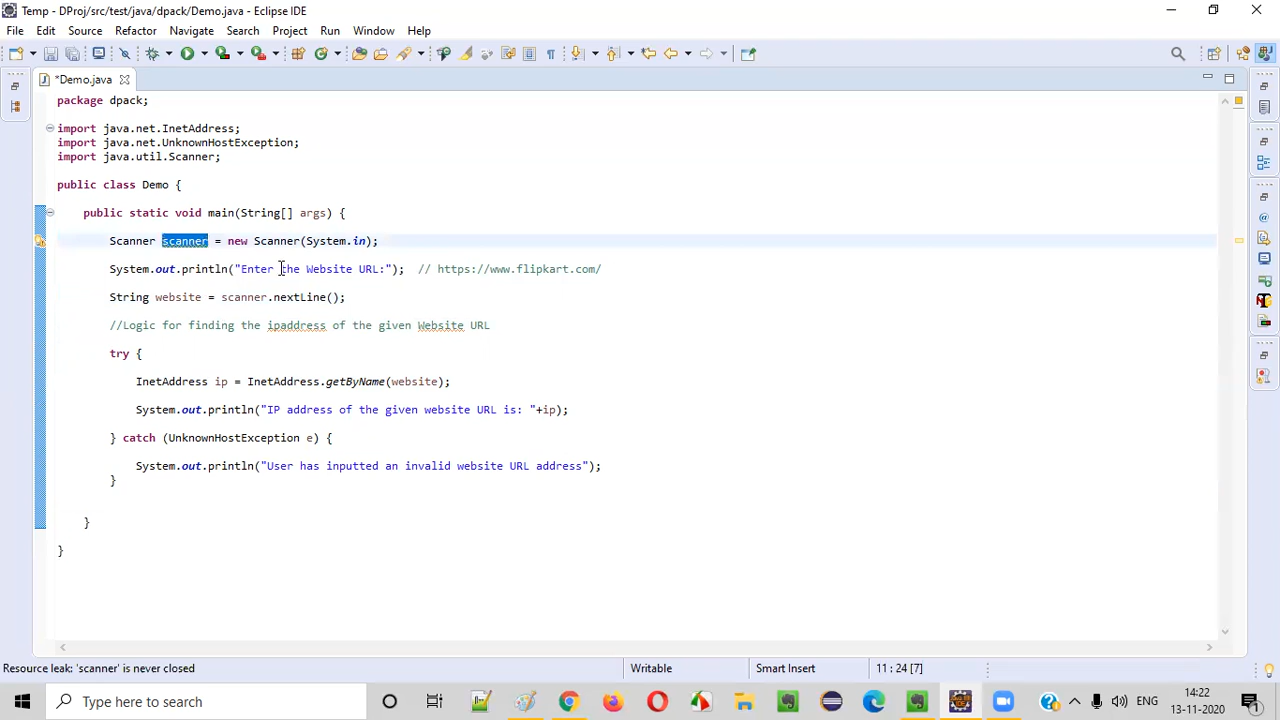 Temp - DProj/src/test/java/dpack/Demo.java - Eclipse IDE
File Edit Source Refactor Navigate Search Project Run Window Help
*Demo.java
package dpack;
import java.net.InetAddress;
import java.net.UnknownHostException;
import java.util.Scanner;
public class Demo {
public static void main(String[] args) {
Scanner scanner = new Scanner(System.in);
System.out.println("Enter the Website URL:"); // https://www.flipkart.com/
String website = scanner.nextLine();
//Logic for finding the ipaddress of the given Website URL
try {
InetAddress ip = InetAddress.getByName(website);
System.out.println("IP address of the given website URL is: "+ip);
} catch (UnknownHostException e) {
System.out.println("User has inputted an invalid website URL address");
}
}
}
Resource leak: 'scanner' is never closed
Writable
Smart Insert
11 : 24 [7]
Type here to search
ENG
14:22
13-11-2020